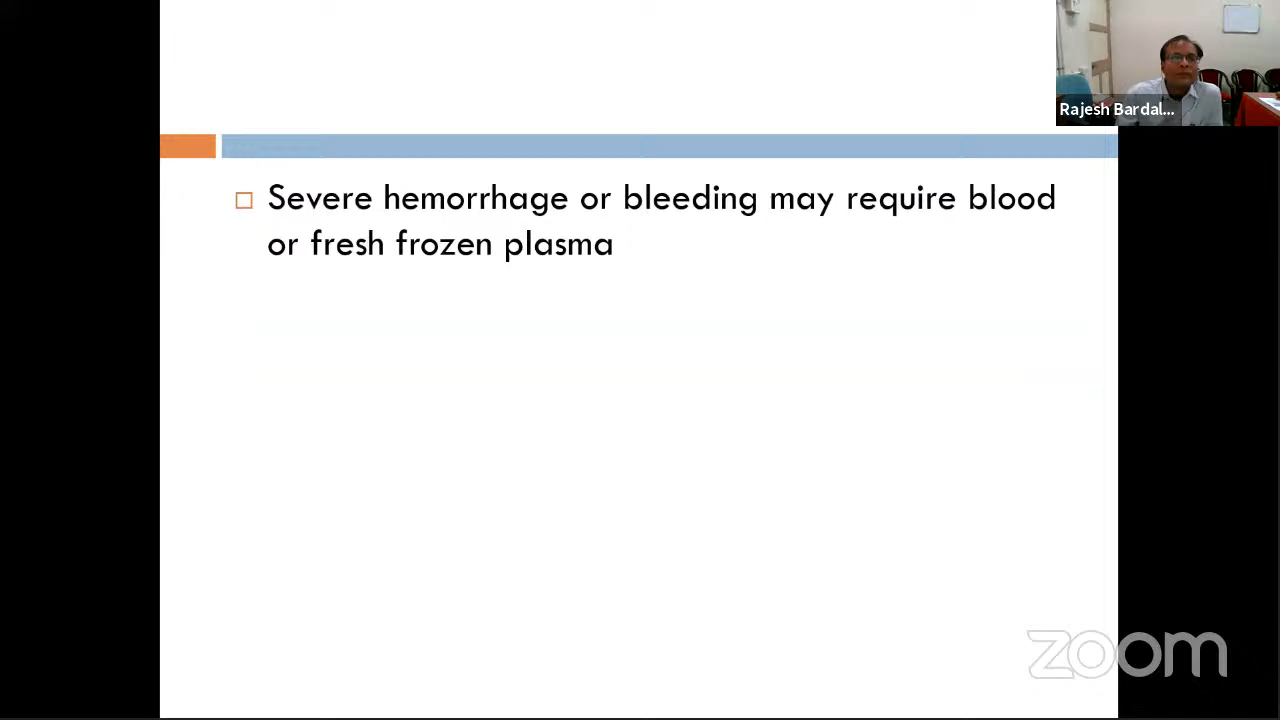 Rajesh Bardal...
Severe hemorrhage or bleeding may require blood
or fresh frozen plasma
zoom